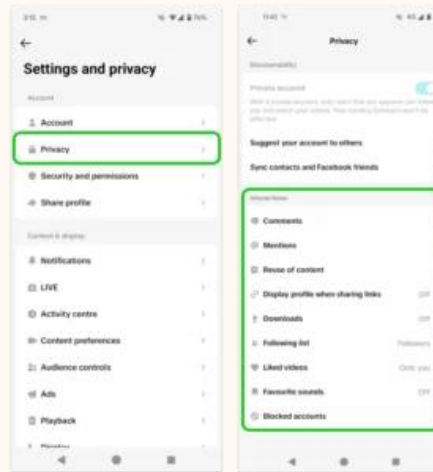 Settings and privacy
Account
Account
Privacy
Security and permissions
Share profile
Content & display
Notifications
LIVE
Activity centre
Content preferences
Audience controls
Ads
Playback
Display
Privacy
Discoverability
Private account
Suggest your account to others
Sync contacts and Facebook friends
Interactions
Comments
Mentions
Reuse of content
Display profile when sharing links Off
Downloads Off
Following list Followers
Liked videos Only you
Favourite sounds Off
Blocked accounts